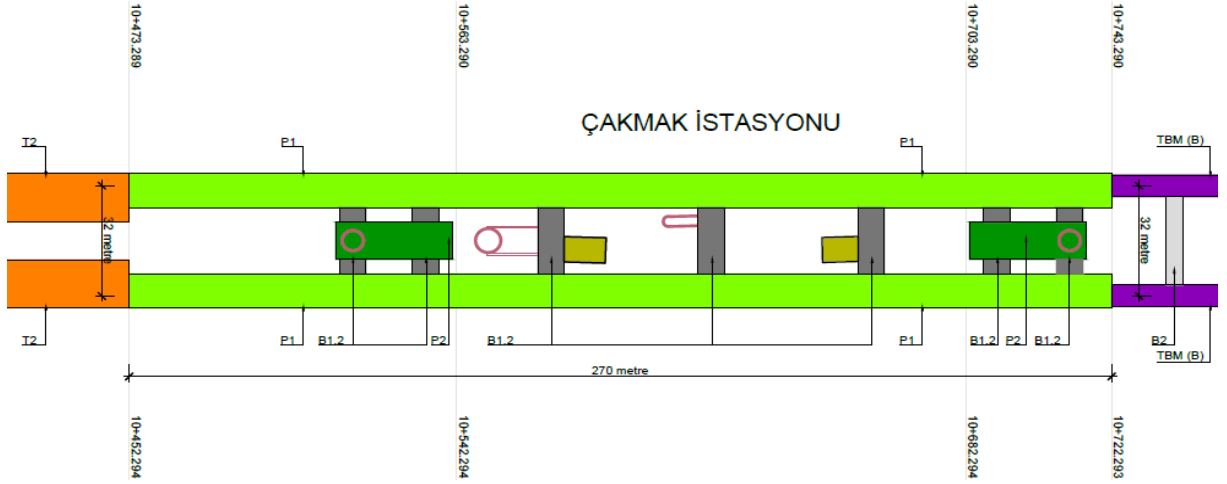 10+473.289
10+563.290
10+703.290
10+743.290
ÇAKMAK İSTASYONU
T2
P1
P1
TBM (B)
32 metre
32 metre
T2
P1
B1.2
P2
B1.2
P1
B1.2
P2
B1.2
B2
TBM (B)
270 metre
10+452.294
10+542.294
10+682.294
10+722.293